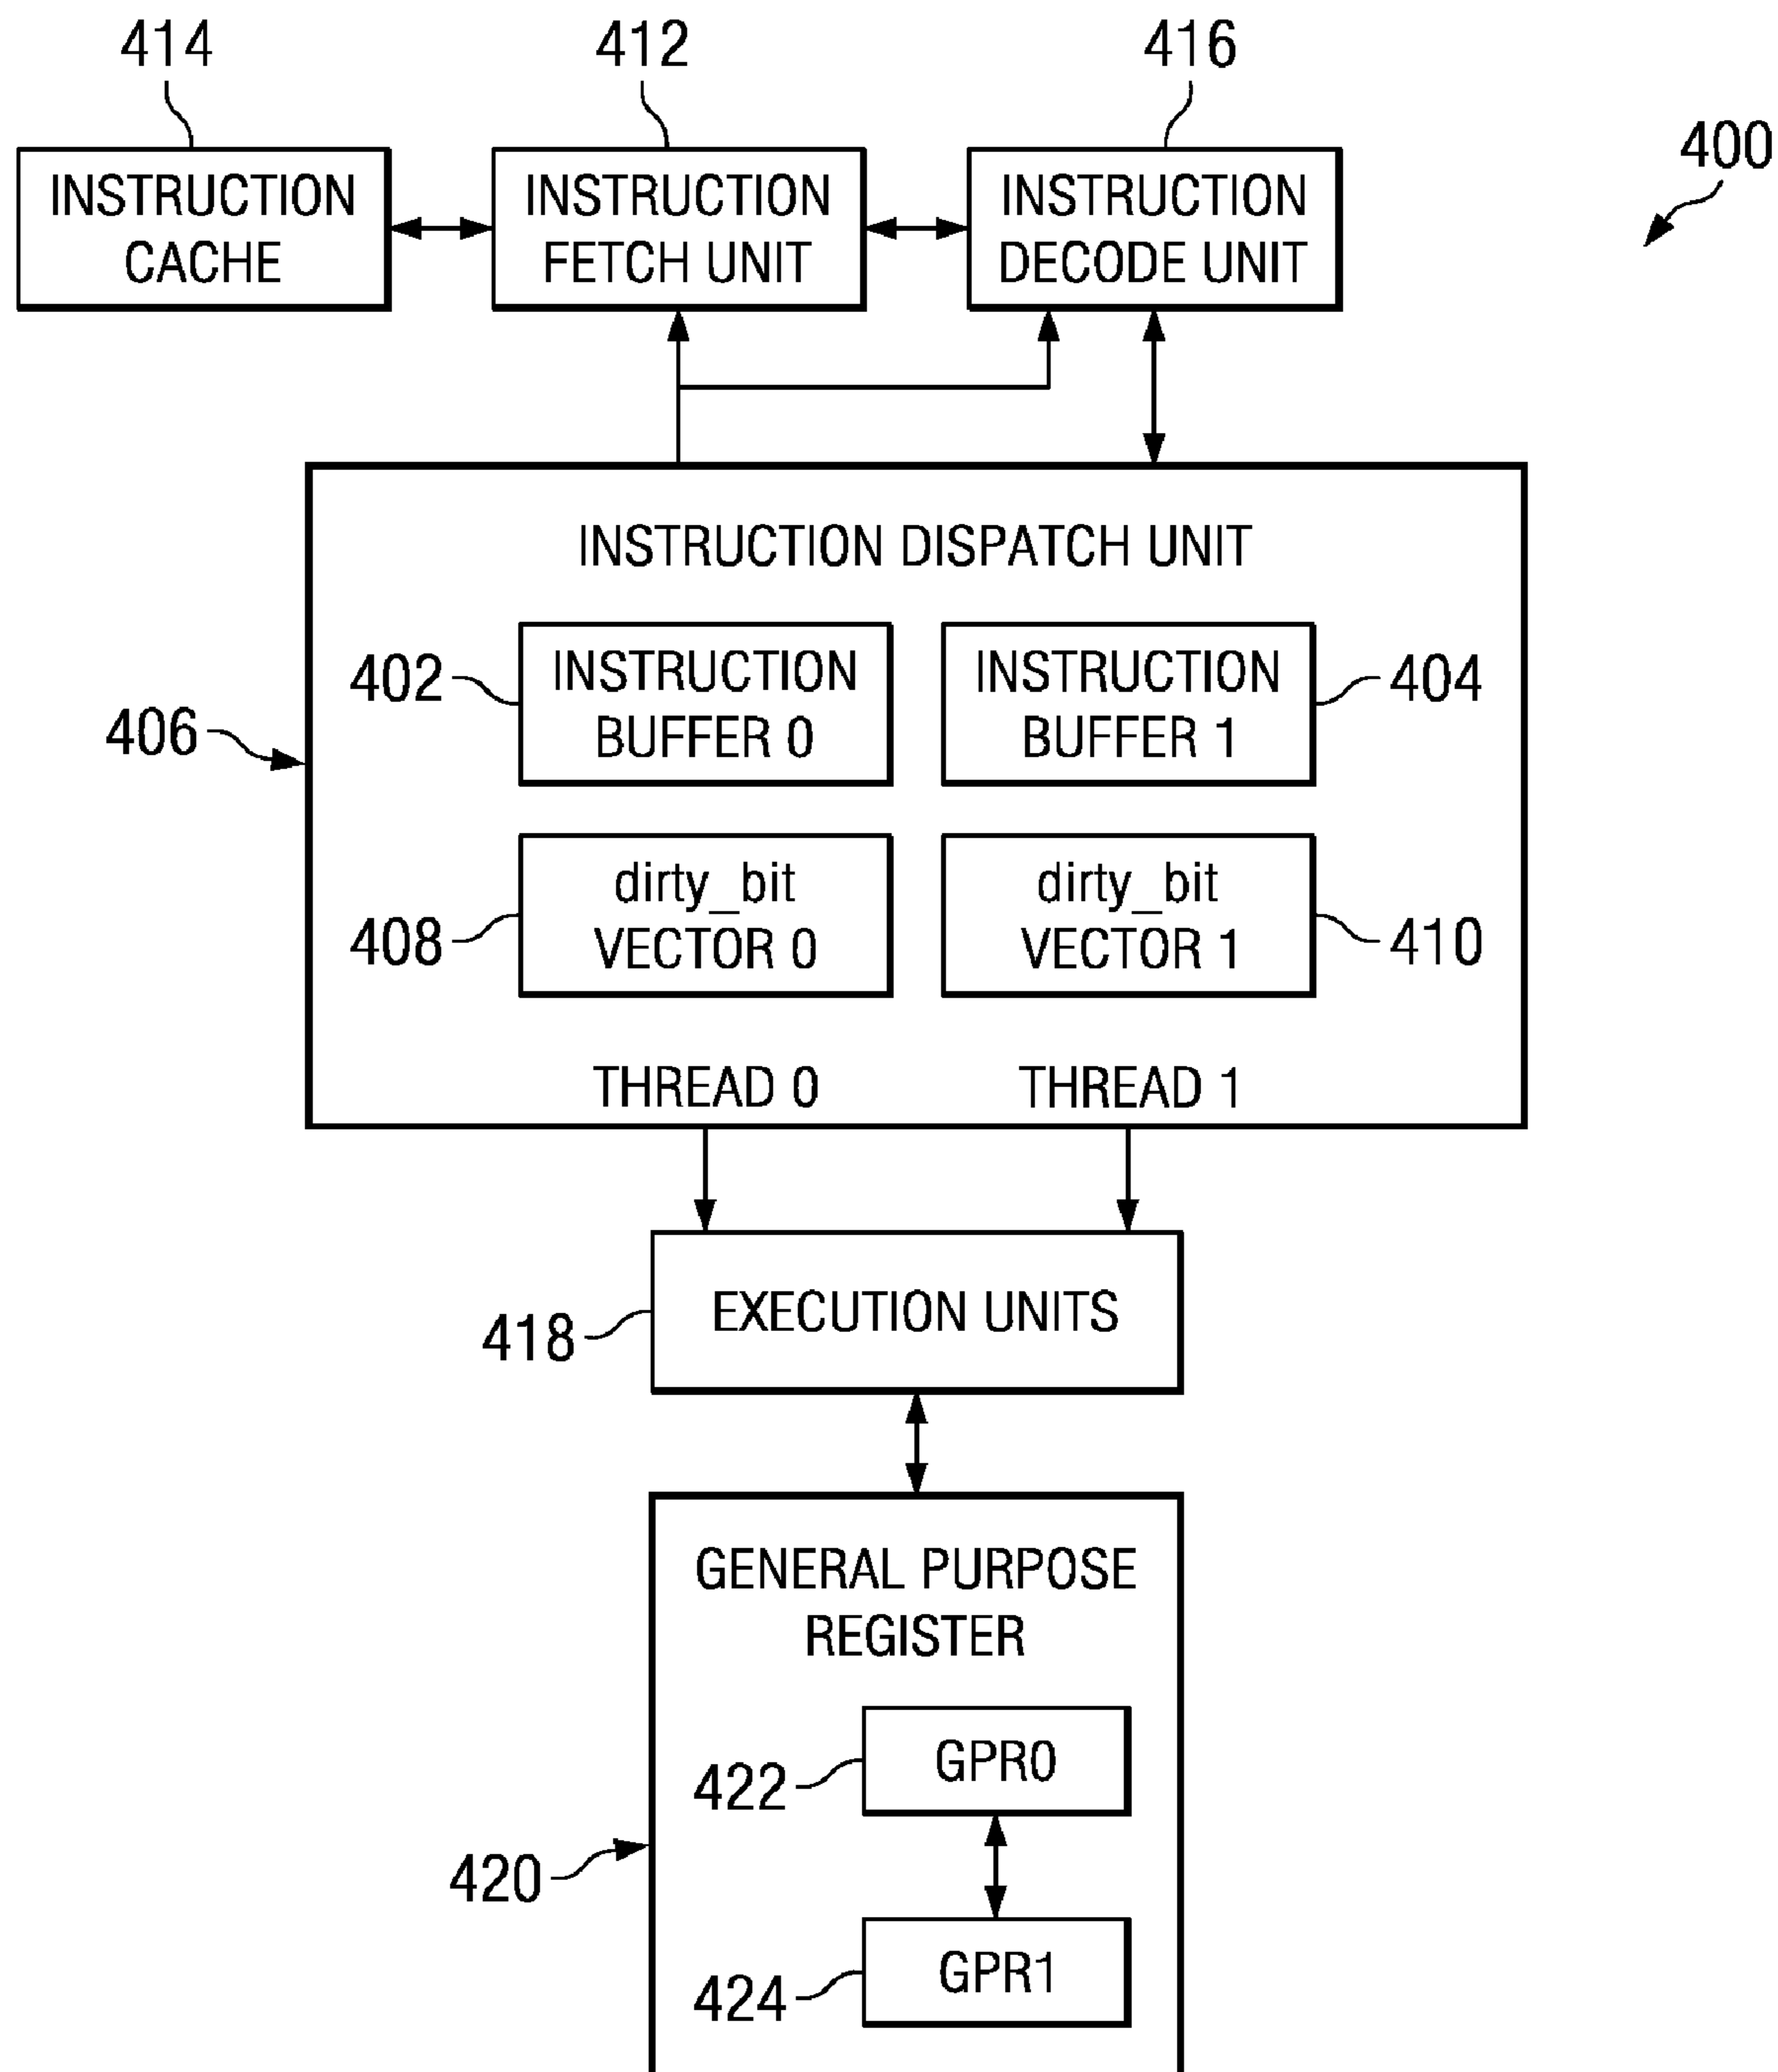 414
412
416
400
INSTRUCTION
CACHE
INSTRUCTION
FETCH UNIT
INSTRUCTION
DECODE UNIT
INSTRUCTION DISPATCH UNIT
402
INSTRUCTION
BUFFER 0
INSTRUCTION
BUFFER 1
404
406
408
dirty_bit
VECTOR 0
dirty_bit
VECTOR 1
410
THREAD 0
THREAD 1
418
EXECUTION UNITS
GENERAL PURPOSE
REGISTER
422
GPR0
420
424
GPR1